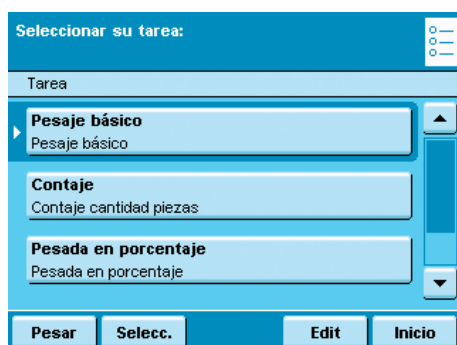 Seleccionar su tarea:
Tarea
Pesaje básico
Pesaje básico
Contaje
Contaje cantidad piezas
Pesada en porcentaje
Pesada en porcentaje
Pesar Selecc. Edit Inicio